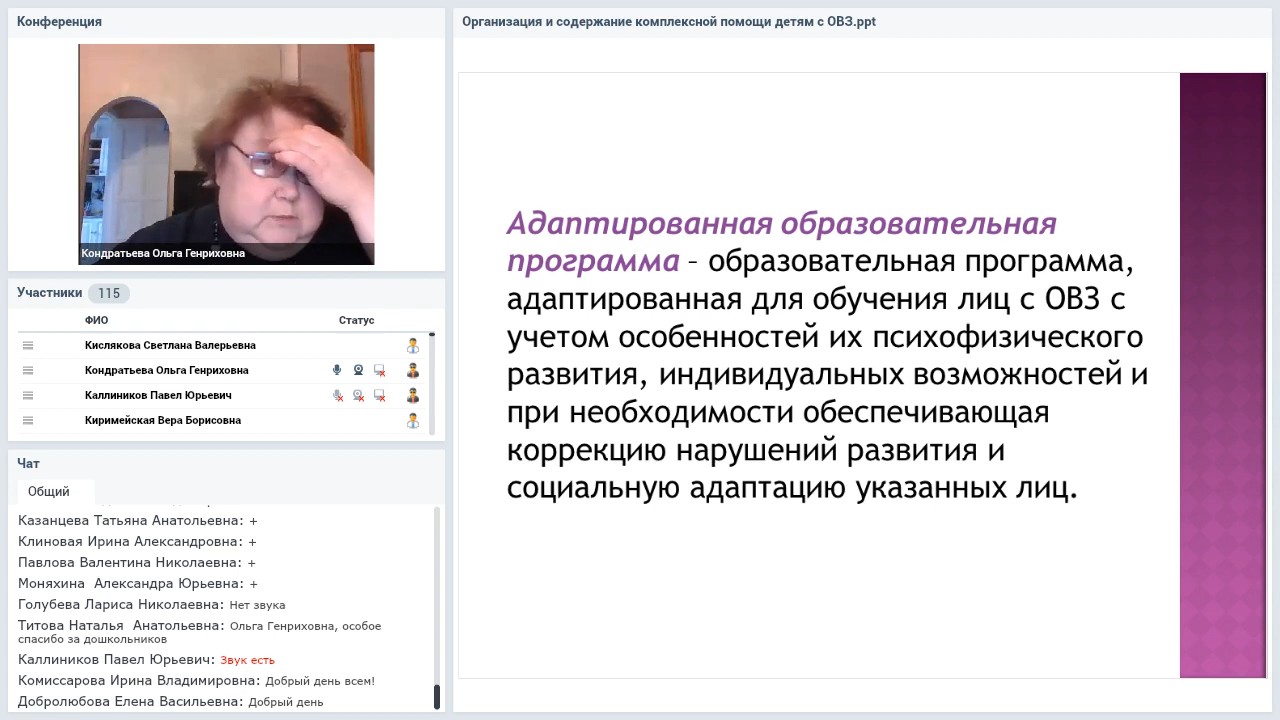 Конференция
Кондратьева Ольга Генриховна
Участники 115
ФИО Статус
Кислякова Светлана Валерьевна
Кондратьева Ольга Генриховна
Каллиников Павел Юрьевич
Киримейская Вера Борисовна
Чат
Общий
Казанцева Татьяна Анатольевна: +
Клиновая Ирина Александровна: +
Павлова Валентина Николаевна: +
Моняхина Александра Юрьевна: +
Голубева Лариса Николаевна: Нет звука
Титова Наталья Анатольевна: Ольга Генриховна, особое
спасибо за дошкольников
Каллиников Павел Юрьевич: Звук есть
Комиссарова Ирина Владимировна: Добрый день всем!
Добролюбова Елена Васильевна: Добрый день
Организация и содержание комплексной помощи детям с ОВЗ.ppt
Адаптированная образовательная
программа – образовательная программа,
адаптированная для обучения лиц с ОВЗ с
учетом особенностей их психофизического
развития, индивидуальных возможностей и
при необходимости обеспечивающая
коррекцию нарушений развития и
социальную адаптацию указанных лиц.